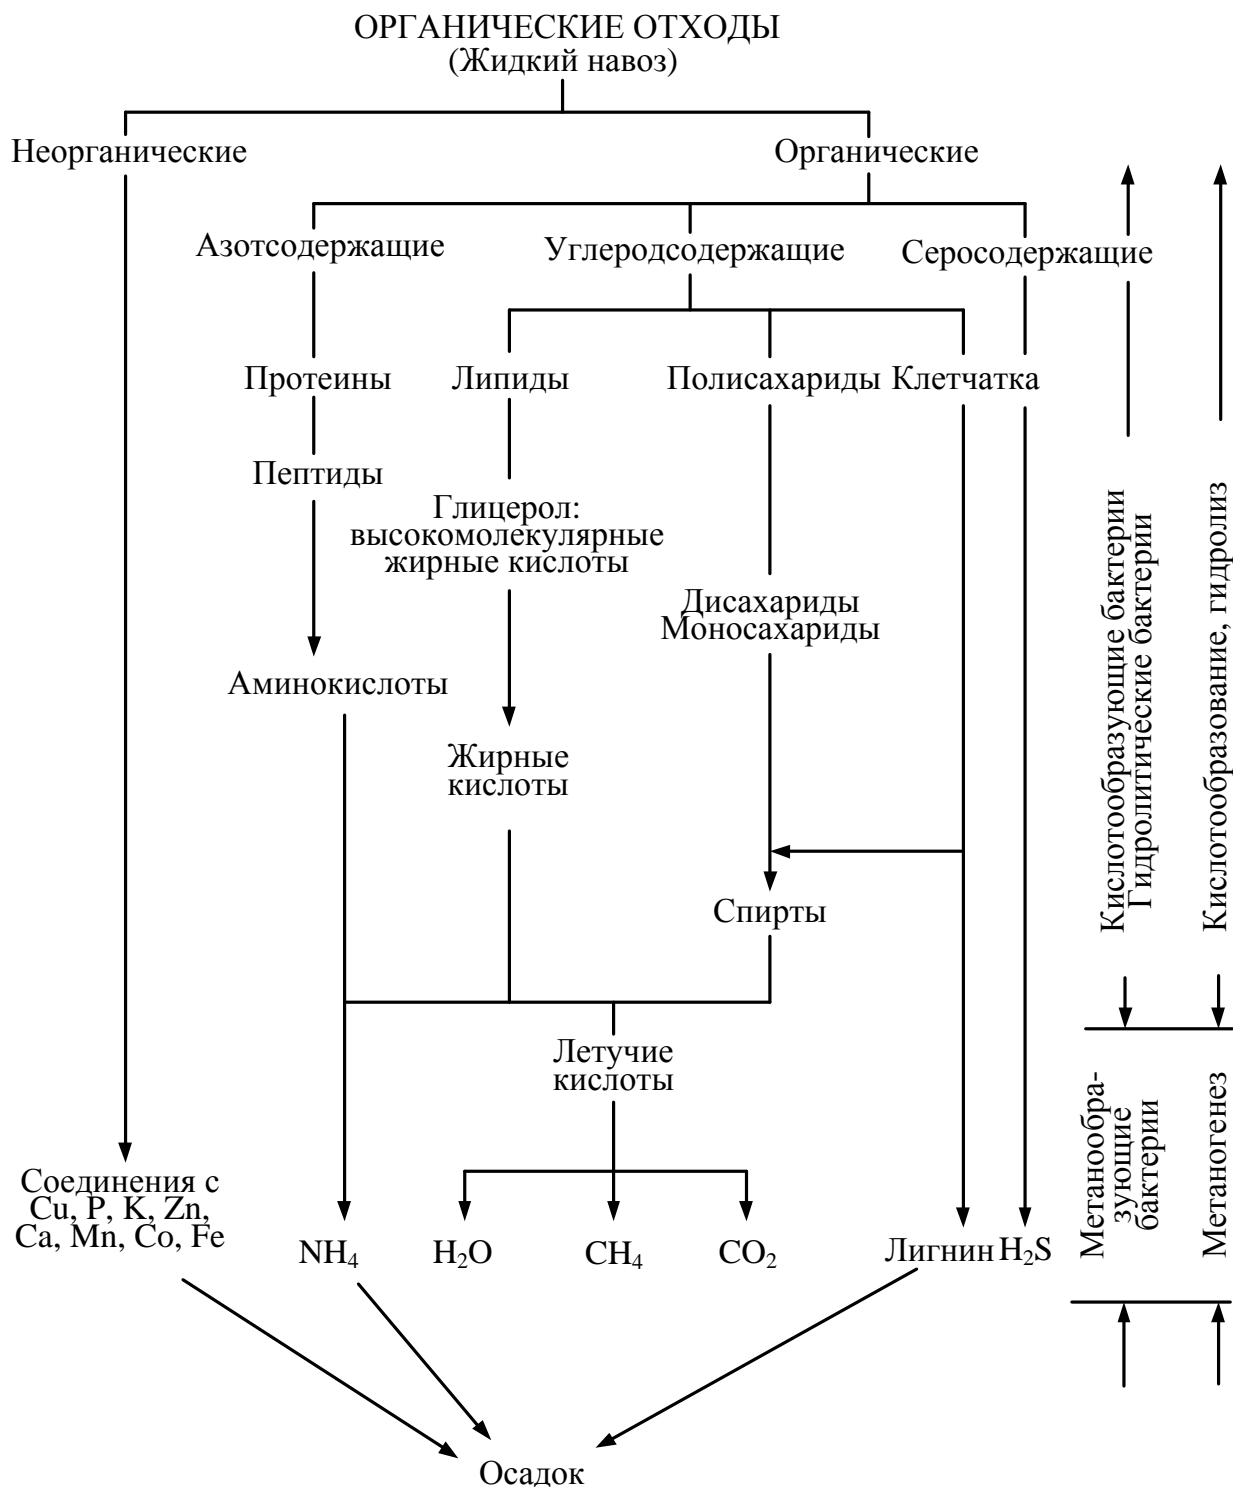 ОРГАНИЧЕСКИЕ ОТХОДЫ
(Жидкий навоз)
Неорганические
Органические
Азотсодержащие
Углеродсодержащие
Серосодержащие
Протеины
Липиды
Полисахариды
Клетчатка
Пептиды
Глицерол:
высокомолекулярные
жирные кислоты
Дисахариды
Моносахариды
Аминокислоты
Жирные
кислоты
Спирты
Летучие
кислоты
Соединения с
Cu, P, K, Zn,
Ca, Mn, Co, Fe
NH₄
H₂O
CH₄
CO₂
Лигнин
H₂S
Осадок
Кислотообразующие бактерии
Гидролитические бактерии
Кислотообразование, гидролиз
Метанообра-
зующие
бактерии
Метаногенез